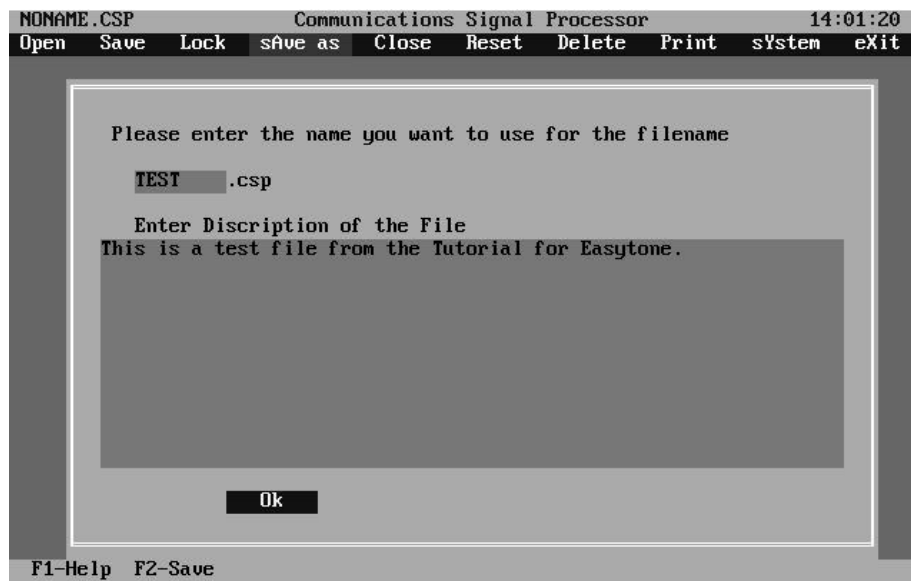 NONAME.CSP Communications Signal Processor 14:01:20
Open Save Lock sAve as Close Reset Delete Print sYstem eXit
Please enter the name you want to use for the filename
TEST .csp
Enter Discription of the File
This is a test file from the Tutorial for Easytone.
Ok
F1-Help F2-Save